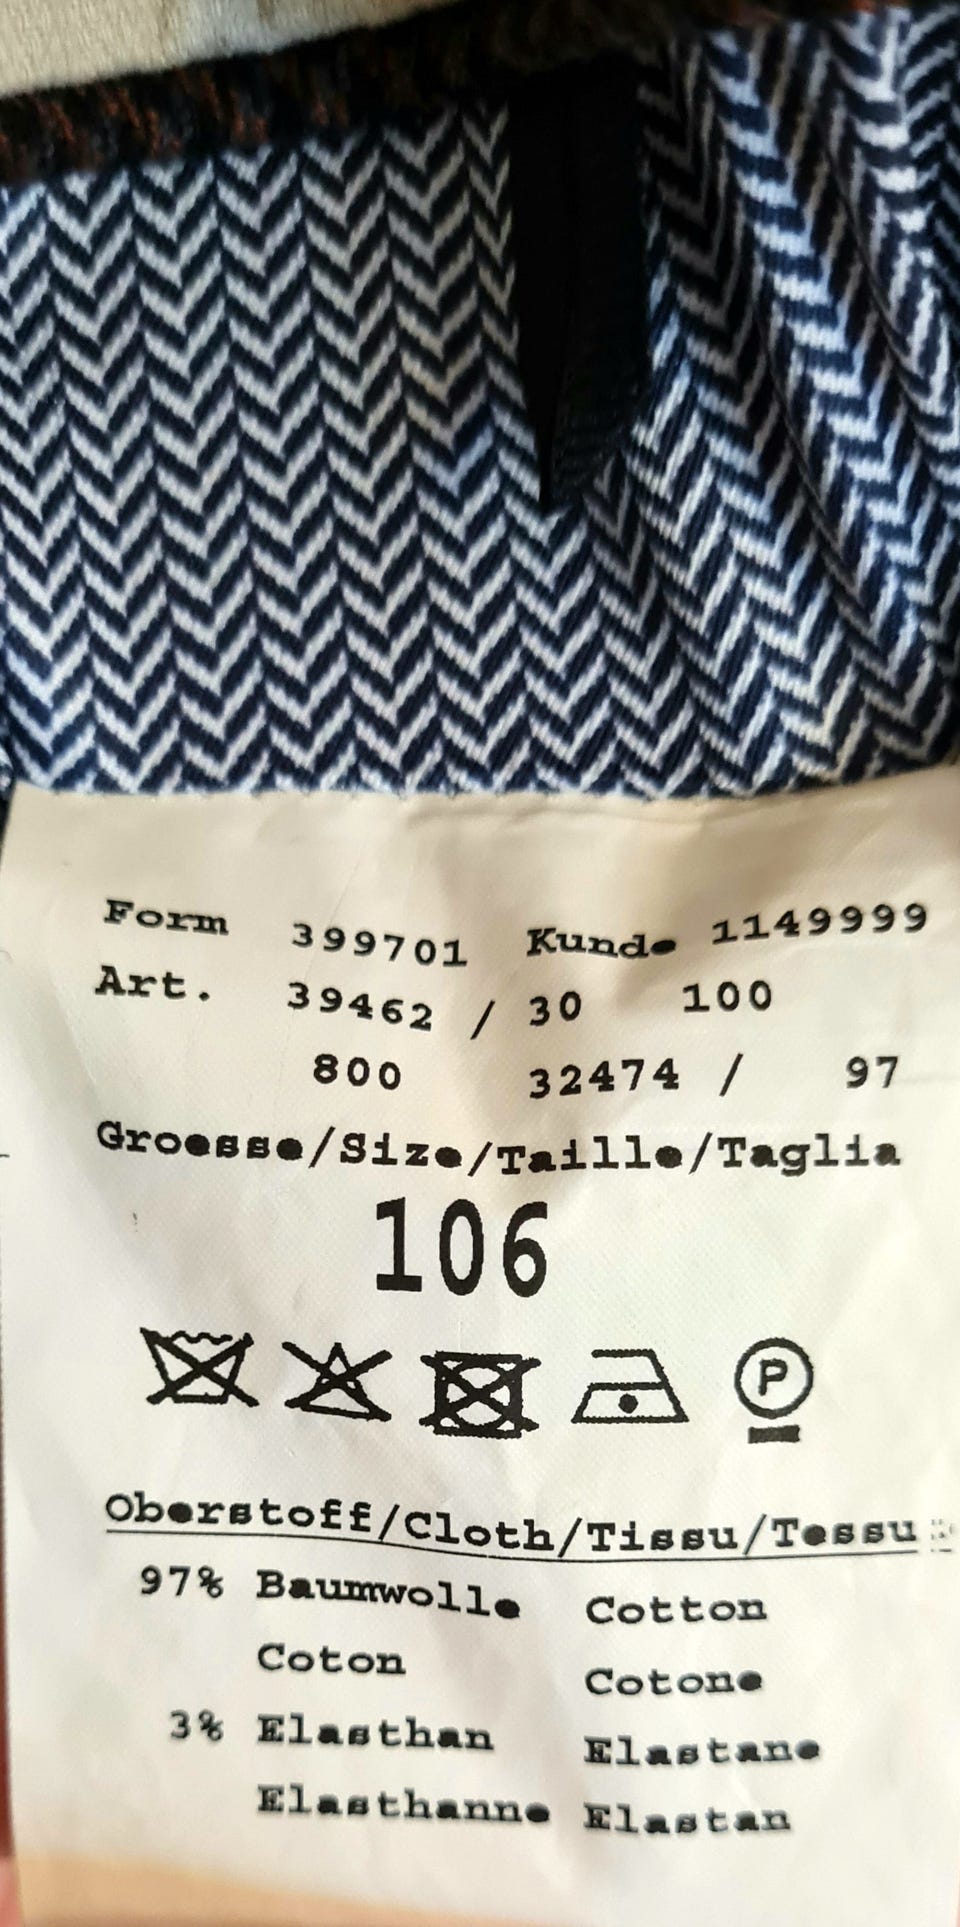 Form 399701 Kunde 1149999
Art. 39462 / 30 100
800 32474 / 97
Groesse/Size/Taille/Taglia
106
P
Oberstoff/Cloth/Tissu/Tessu
97% Baumwolle Cotton
Coton Cotone
3% Elasthan Elastane
Elasthanne Elastan